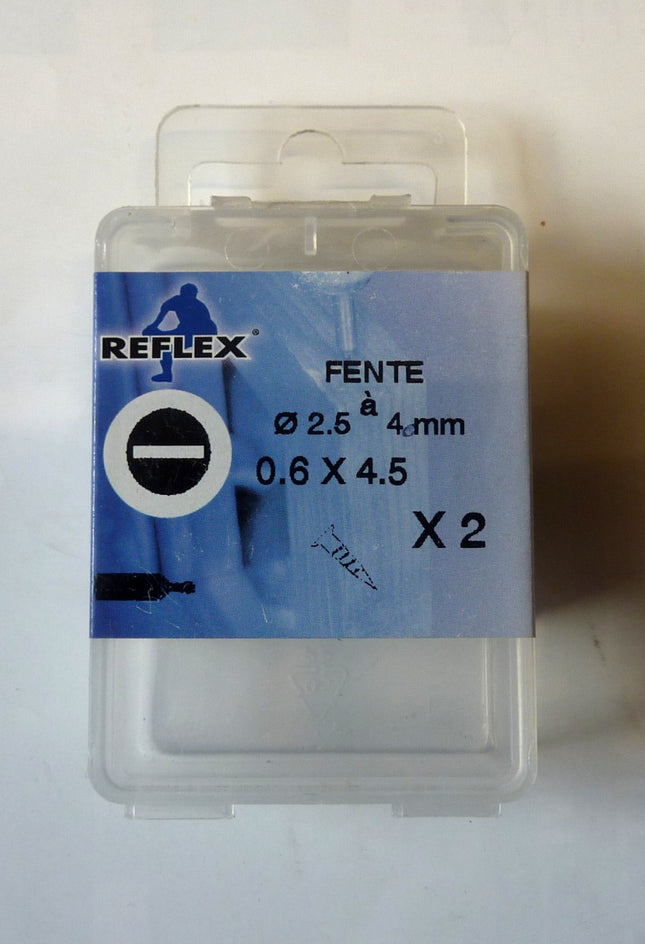 REFLEX®
FENTE
Ø 2.5 à 4 mm
0.6 X 4.5
X 2